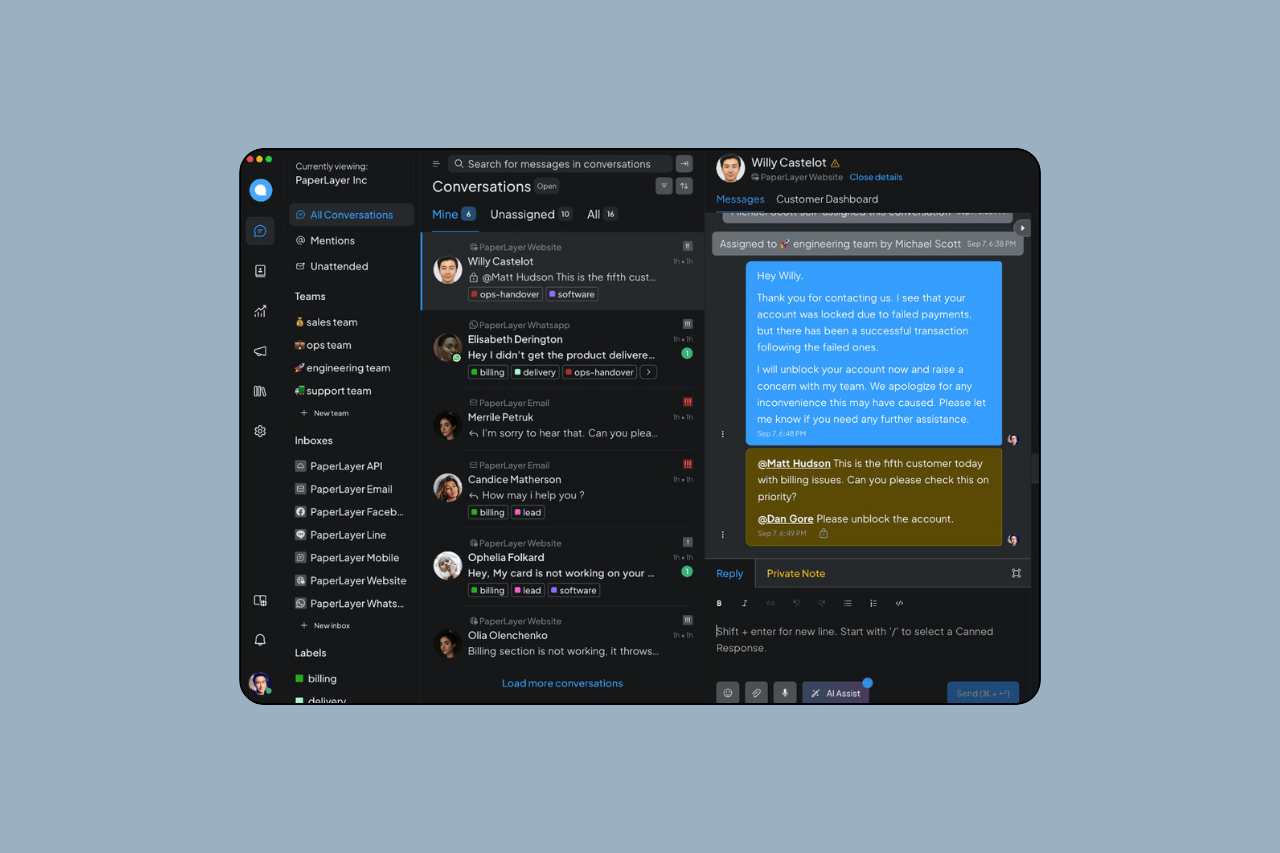 Currently viewing:
PaperLayer Inc
All Conversations
Mentions
Unattended
Teams
sales team
ops team
engineering team
support team
New team
Inboxes
PaperLayer API
PaperLayer Email
PaperLayer Faceb...
PaperLayer Line
PaperLayer Mobile
PaperLayer Website
PaperLayer Whats...
New inbox
Labels
billing
delivery
Search for messages in conversations
Conversations Open
Mine 6 Unassigned 10 All 16
PaperLayer Website
Willy Castelot 1h • 1h
@Matt Hudson This is the fifth cust...
ops-handover software
PaperLayer Whatsapp
Elisabeth Derington 1h • 1h
Hey I didn't get the product delivere... 1
billing delivery ops-handover
PaperLayer Email
Merrile Petruk 1h • 1h
I'm sorry to hear that. Can you plea...
PaperLayer Email
Candice Matherson 1h • 1h
How may i help you ?
billing lead
PaperLayer Website
Ophelia Folkard 1h • 1h
Hey, My card is not working on your ... 1
billing lead software
PaperLayer Website
Olia Olenchenko 1h • 1h
Billing section is not working, it throws...
Load more conversations
Willy Castelot
PaperLayer Website Close details
Messages Customer Dashboard
Michael Scott self-assigned this conversation
Assigned to 🚀 engineering team by Michael Scott Sep 7, 6:38 PM
Hey Willy,
Thank you for contacting us. I see that your
account was locked due to failed payments,
but there has been a successful transaction
following the failed ones.
I will unblock your account now and raise a
concern with my team. We apologize for any
inconvenience this may have caused. Please let
me know if you need any further assistance.
Sep 7, 6:48 PM
@Matt Hudson This is the fifth customer today
with billing issues. Can you please check this on
priority?
@Dan Gore Please unblock the account.
Sep 7, 6:49 PM
Reply Private Note
B I
Shift + enter for new line. Start with '/' to select a Canned
Response.
AI Assist Send (⌘ + ↵)